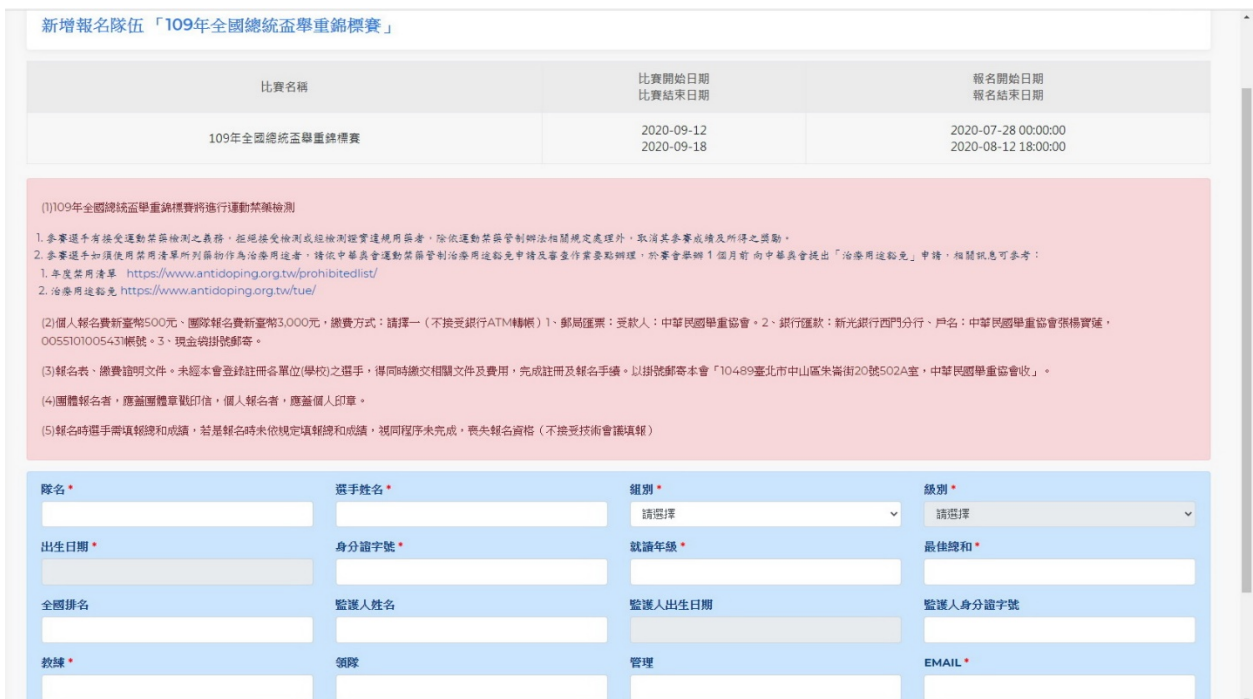 新增報名隊伍「109年全國總統盃舉重錦標賽」
比賽名稱
比賽開始日期
比賽結束日期
報名開始日期
報名結束日期
109年全國總統盃舉重錦標賽
2020-09-12
2020-09-18
2020-07-28 00:00:00
2020-08-12 18:00:00
(1)109年全國總統盃舉重錦標賽將進行運動禁藥檢測
1. 參賽選手有接受運動禁藥檢測之義務，拒絕接受檢測或經檢測證實違規用藥者，除依運動禁藥管制辦法相關規定處理外，取消其參賽成績及所得之獎勵。
2. 參賽選手如須使用禁用清單所列藥物作為治療用途者，請依中華奧會運動禁藥管制治療用途豁免申請及審查作業要點辦理，於賽會舉辦 1 個月前 向中華奧會提出「治療用途豁免」申請，相關訊息可參考：
1. 年度禁用清單 https://www.antidoping.org.tw/prohibitedlist/
2. 治療用途豁免 https://www.antidoping.org.tw/tue/
(2)個人報名費新臺幣500元、團隊報名費新臺幣3,000元，繳費方式：請擇一（不接受銀行ATM轉帳）1、郵局匯票：受款人：中華民國舉重協會。2、銀行匯款：新光銀行西門分行、戶名：中華民國舉重協會張楊寶蓮，
0055101005431帳號。3、現金袋掛號郵寄。
(3)報名表、繳費證明文件。未經本會登錄註冊各單位(學校)之選手，得同時繳交相關文件及費用，完成註冊及報名手續。以掛號郵寄本會「10489臺北市中山區朱崙街20號502A室，中華民國舉重協會收」。
(4)團體報名者，應蓋團體章戳印信，個人報名者，應蓋個人印章。
(5)報名時選手需填報總和成績，若是報名時未依規定填報總和成績，視同程序未完成，喪失報名資格（不接受技術會議填報）
隊名 *
選手姓名 *
組別 *
級別 *
請選擇
請選擇
出生日期 *
身分證字號 *
就讀年級 *
最佳總和 *
全國排名
監護人姓名
監護人出生日期
監護人身分證字號
教練 *
領隊
管理
EMAIL *